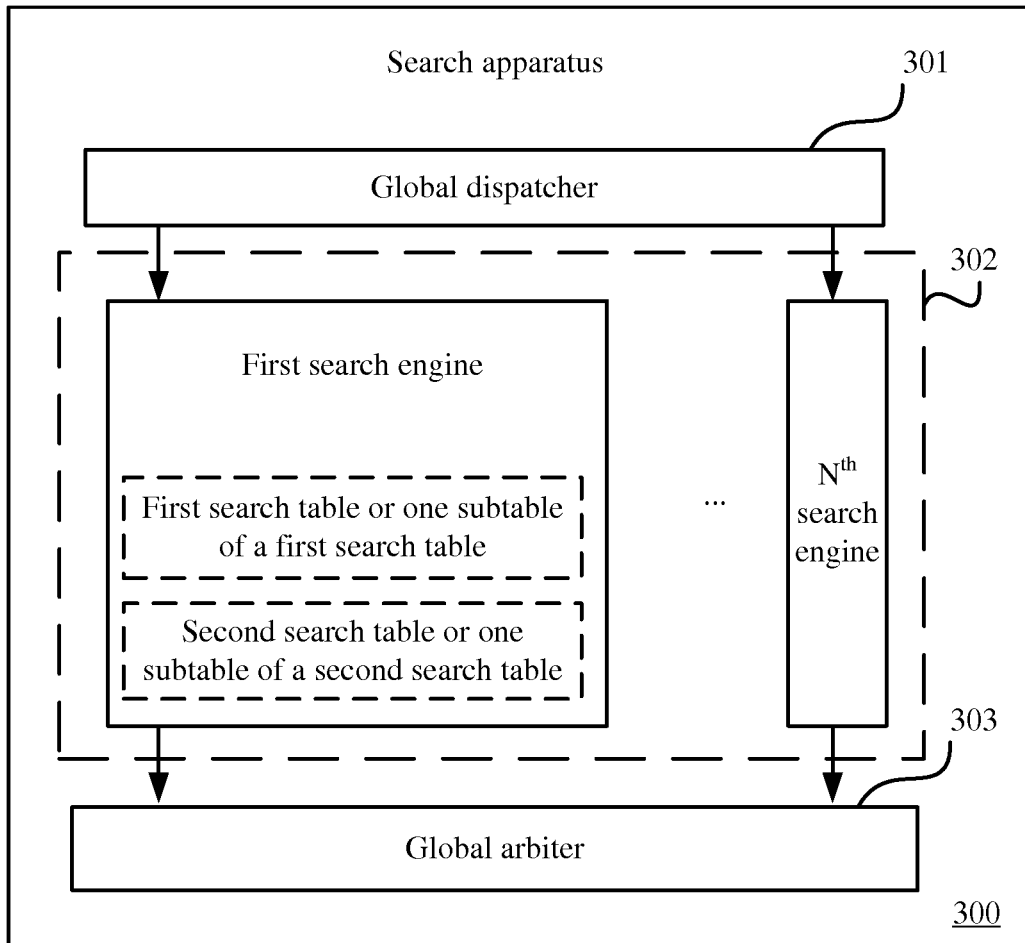 Search apparatus
301
Global dispatcher
302
First search engine
First search table or one subtable
of a first search table
Second search table or one
subtable of a second search table
...
Nth
search
engine
303
Global arbiter
300